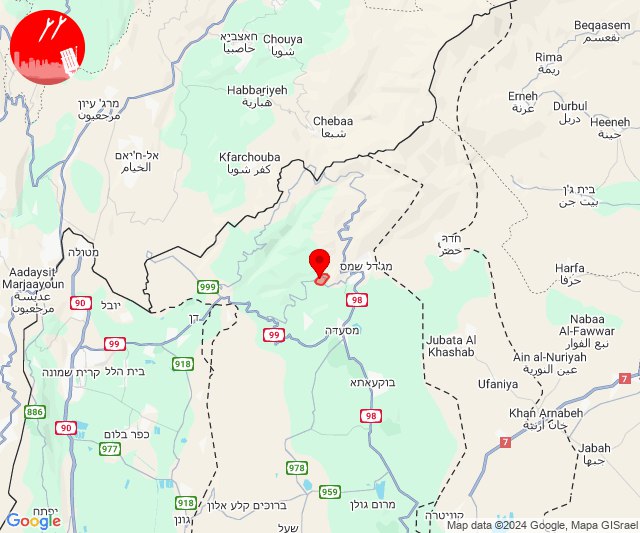 Beqaasem
بقعسم
Rima
ريمة
חאצבייא
حاصبيا
Chouya
شويا
Erneh
عرنة
Durbul
دربل
Heeneh
حينة
Habbariyeh
هبارية
מרג' עיון
مرجعيون
Chebaa
شبعا
אל-ח'יאם
الخيام
Kfarchouba
كفر شوبا
בית ג'ן
بيت جن
מטולה
מג'דל שמס
חדר
حضر
Harfa
حرفا
Aadaysit
Marjaayoun
عديسة
مرجعيون
999
90
יובל
דן
98
99
99
מסעדה
Nabaa
Al-Fawwar
نبع الفوار
Jubata Al
Khashab
918
בית הלל
קרית שמונה
Ain al-Nuriyah
عين النورية
בוקעאתא
Ufaniya
7
886
90
98
Khan Arnabeh
خان أرنبة
7
כפר בלום
977
Jabah
جبها
978
959
918
ברוכים קלע אלון
מרום גולן
יפתח
גונן
שעל
קוניטרה
Google
Map data ©2024 Google, Mapa GISrael